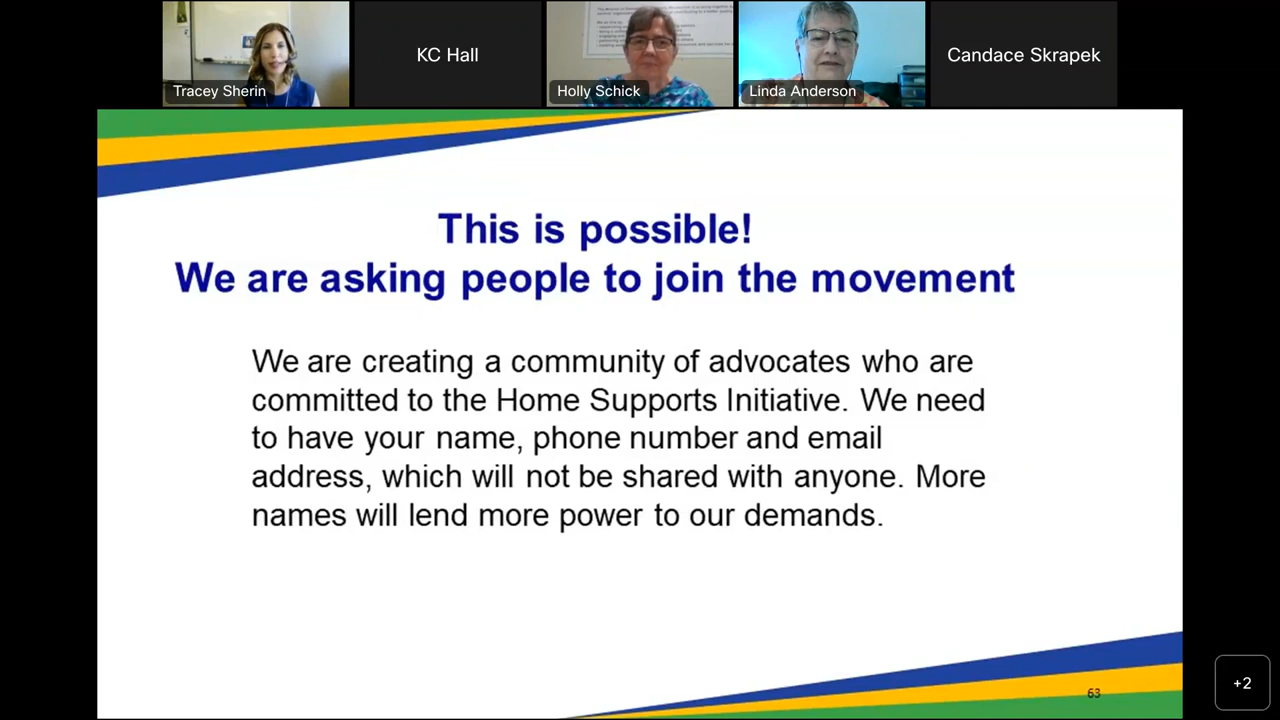 Tracey Sherin
KC Hall
Holly Schick
Linda Anderson
Candace Skrapek
This is possible!
We are asking people to join the movement
We are creating a community of advocates who are
committed to the Home Supports Initiative. We need
to have your name, phone number and email
address, which will not be shared with anyone. More
names will lend more power to our demands.
63
+2